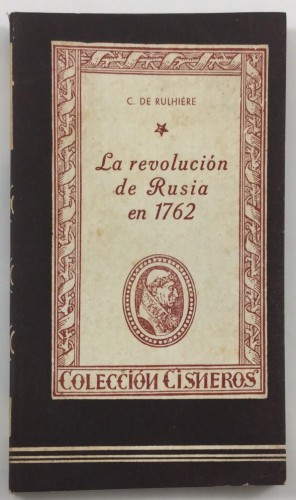 C. DE RULHIÈRE
La revolución
de Rusia
en 1762
COLECCIÓN CISNEROS